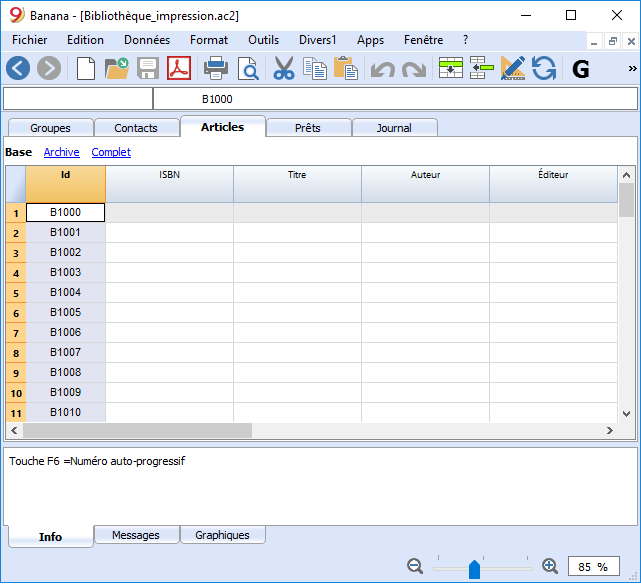 Banana - [Bibliothèque_impression.ac2]
Fichier Edition Données Format Outils Divers1 Apps Fenêtre ?
G »
B1000
Groupes Contacts Articles Prêts Journal
Base Archive Complet
Id ISBN Titre Auteur Éditeur
1 B1000
2 B1001
3 B1002
4 B1003
5 B1004
6 B1005
7 B1006
8 B1007
9 B1008
10 B1009
11 B1010
Touche F6 =Numéro auto-progressif
Info Messages Graphiques
85 %